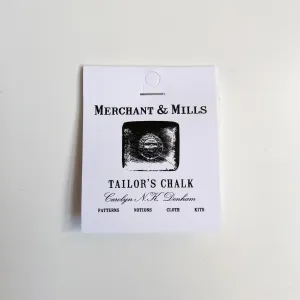 MERCHANT & MILLS
TAILOR'S CHALK
Carolyn N.K. Denham
PATTERNS NOTIONS CLOTH KITS